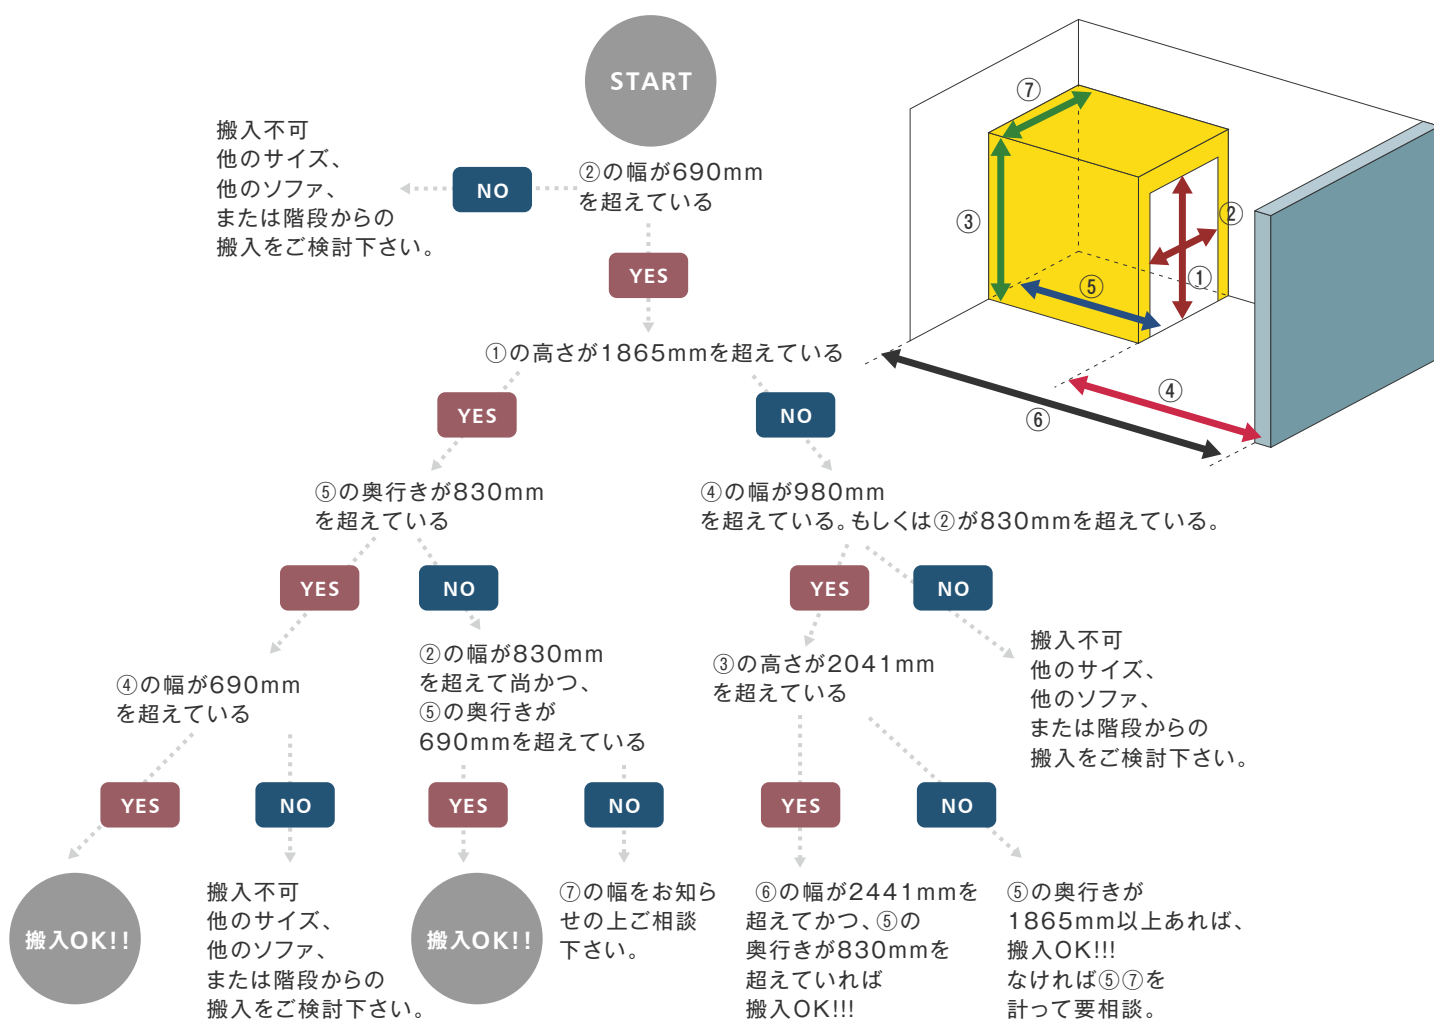 START
②の幅が690mm
を超えている
NO
搬入不可
他のサイズ、
他のソファ、
または階段からの
搬入をご検討下さい。
YES
①の高さが1865mmを超えている
YES
NO
⑤の奥行きが830mm
を超えている
④の幅が980mm
を超えている。もしくは②が830mmを超えている。
YES
NO
YES
NO
④の幅が690mm
を超えている
②の幅が830mm
を超えて尚かつ、
⑤の奥行きが
690mmを超えている
③の高さが2041mm
を超えている
搬入不可
他のサイズ、
他のソファ、
または階段からの
搬入をご検討下さい。
YES
NO
YES
NO
YES
NO
搬入OK!!
搬入不可
他のサイズ、
他のソファ、
または階段からの
搬入をご検討下さい。
搬入OK!!
⑦の幅をお知ら
せの上ご相談
下さい。
⑥の幅が2441mmを
超えてかつ、⑤の
奥行きが830mmを
超えていれば
搬入OK!!!
⑤の奥行きが
1865mm以上あれば、
搬入OK!!!
なければ⑤⑦を
計って要相談。
⑦
③
②
①
⑤
④
⑥